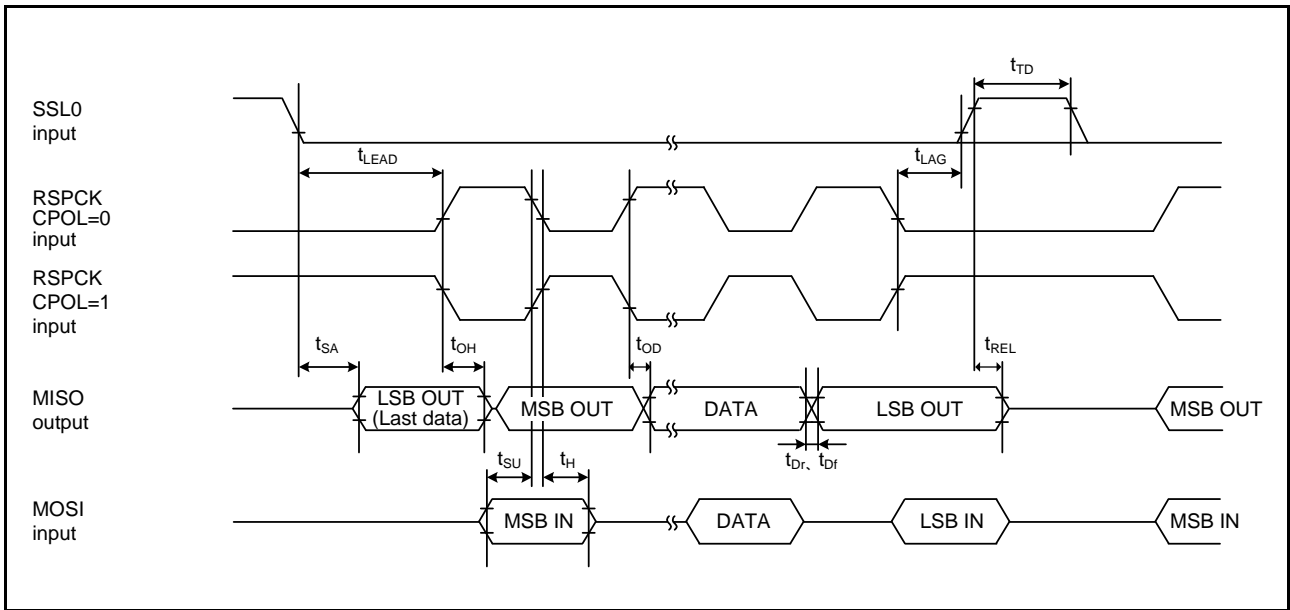 tTD
SSL0
input
tLEAD
tLAG
RSPCK
CPOL=0
input
RSPCK
CPOL=1
input
tSA
tOH
tOD
tREL
MISO
output
LSB OUT
(Last data)
MSB OUT
DATA
LSB OUT
MSB OUT
tSU
tH
tDr、tDf
MOSI
input
MSB IN
DATA
LSB IN
MSB IN